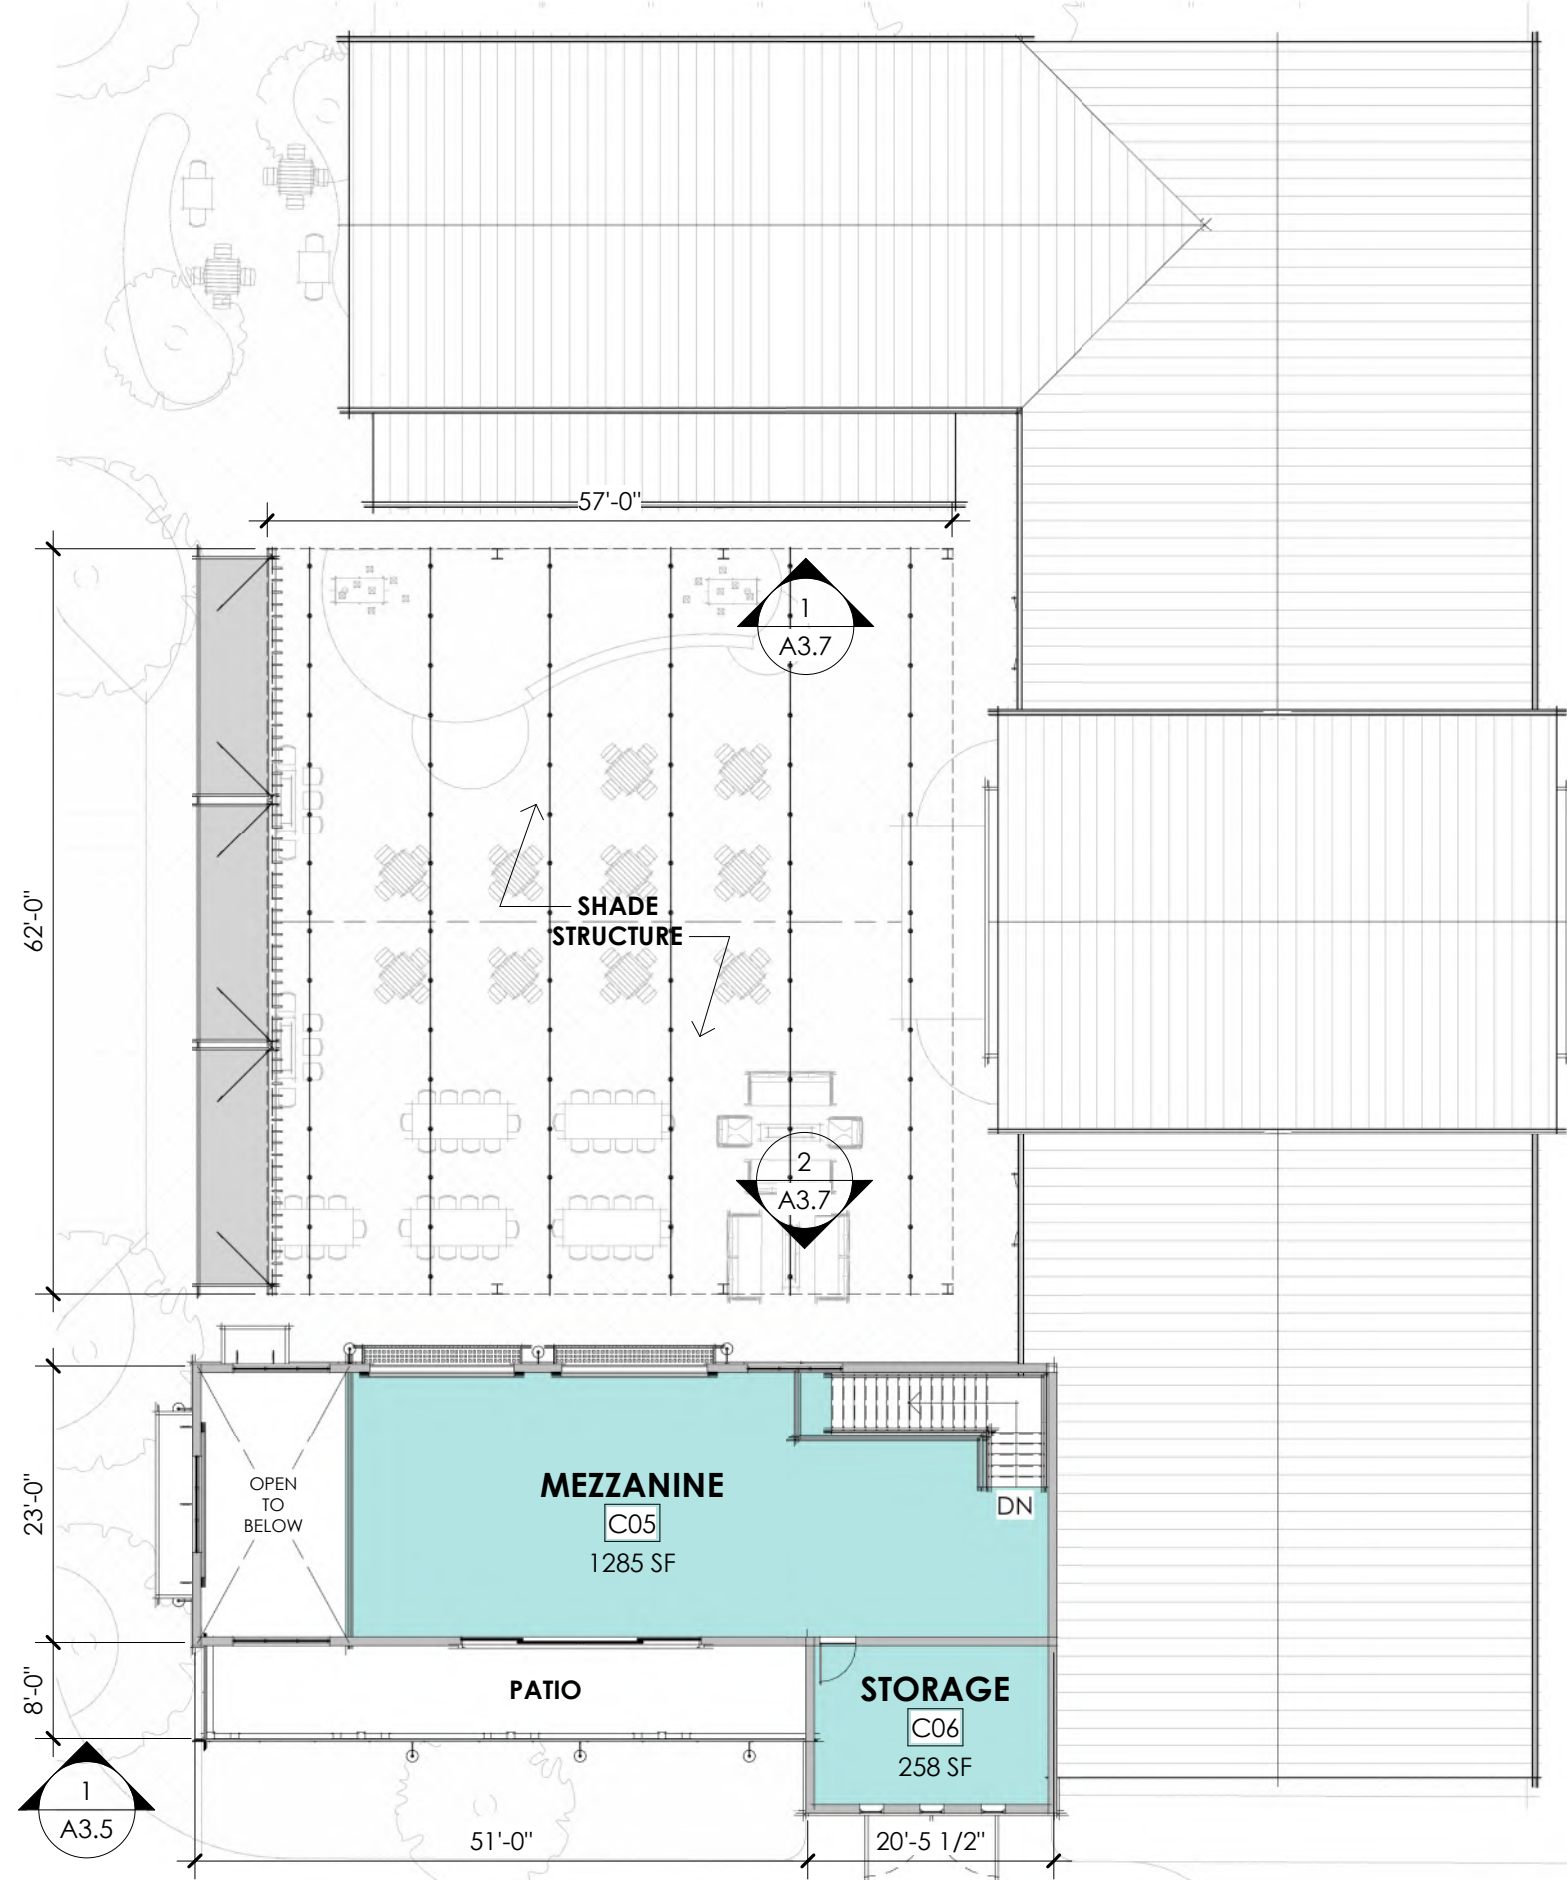 57'-0"
1
A3.7
62'-0"
SHADE
STRUCTURE
2
A3.7
23'-0"
OPEN
TO
BELOW
MEZZANINE
C05
1285 SF
DN
8'-0"
PATIO
STORAGE
C06
258 SF
1
A3.5
51'-0"
20'-5 1/2"